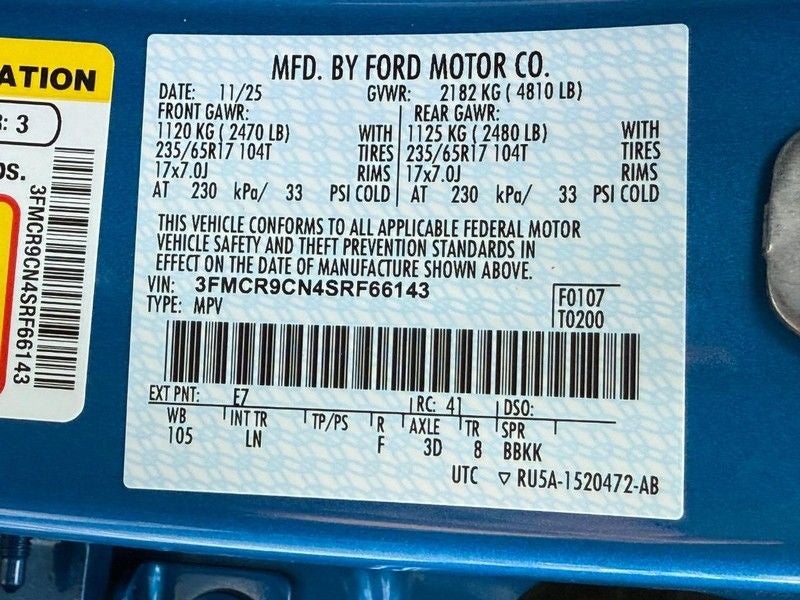 ATION
R: 3
os.
3FMCR9CN4SRF66143
MFD. BY FORD MOTOR CO.
DATE: 11/25 GVWR: 2182 KG ( 4810 LB)
FRONT GAWR: REAR GAWR:
1120 KG ( 2470 LB) WITH 1125 KG ( 2480 LB) WITH
235/65R17 104T TIRES 235/65R17 104T TIRES
17x7.0J RIMS 17x7.0J RIMS
AT 230 kPa/ 33 PSI COLD AT 230 kPa/ 33 PSI COLD
THIS VEHICLE CONFORMS TO ALL APPLICABLE FEDERAL MOTOR
VEHICLE SAFETY AND THEFT PREVENTION STANDARDS IN
EFFECT ON THE DATE OF MANUFACTURE SHOWN ABOVE.
VIN: 3FMCR9CN4SRF66143 F0107
TYPE: MPV T0200
EXT PNT: E7 RC: 41 DSO:
WB INT TR TP/PS R AXLE TR SPR
105 LN F 3D 8 BBKK
UTC ▽ RU5A-1520472-AB